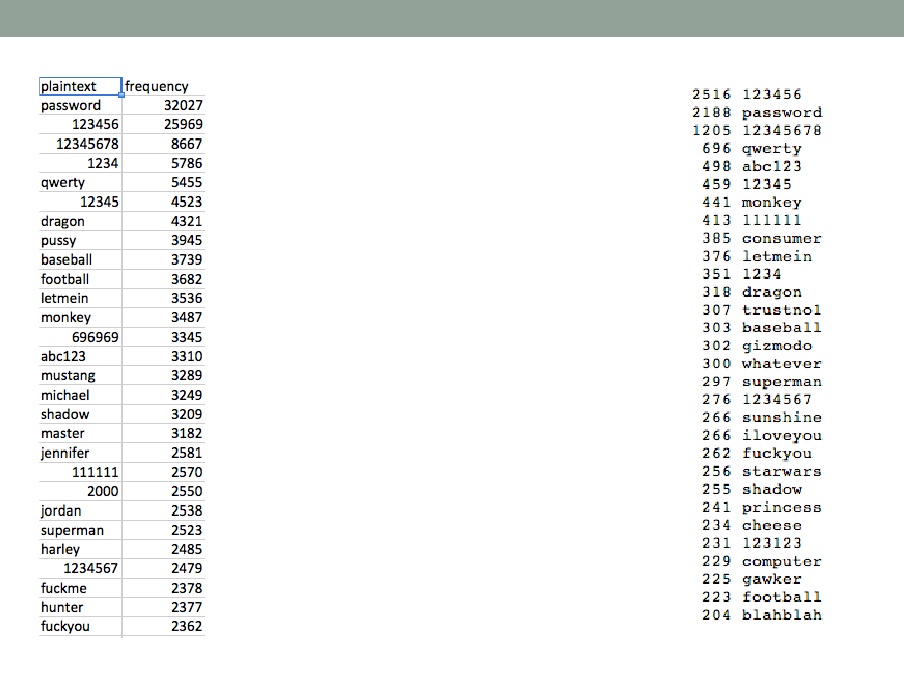 plaintext frequency
password 32027
123456 25969
12345678 8667
1234 5786
qwerty 5455
12345 4523
dragon 4321
pussy 3945
baseball 3739
football 3682
letmein 3536
monkey 3487
696969 3345
abc123 3310
mustang 3289
michael 3249
shadow 3209
master 3182
jennifer 2581
111111 2570
2000 2550
jordan 2538
superman 2523
harley 2485
1234567 2479
fuckme 2378
hunter 2377
fuckyou 2362
2516 123456
2188 password
1205 12345678
696 qwerty
498 abc123
459 12345
441 monkey
413 111111
385 consumer
376 letmein
351 1234
318 dragon
307 trustno1
303 baseball
302 gizmodo
300 whatever
297 superman
276 1234567
266 sunshine
266 iloveyou
262 fuckyou
256 starwars
255 shadow
241 princess
234 cheese
231 123123
229 computer
225 gawker
223 football
204 blahblah